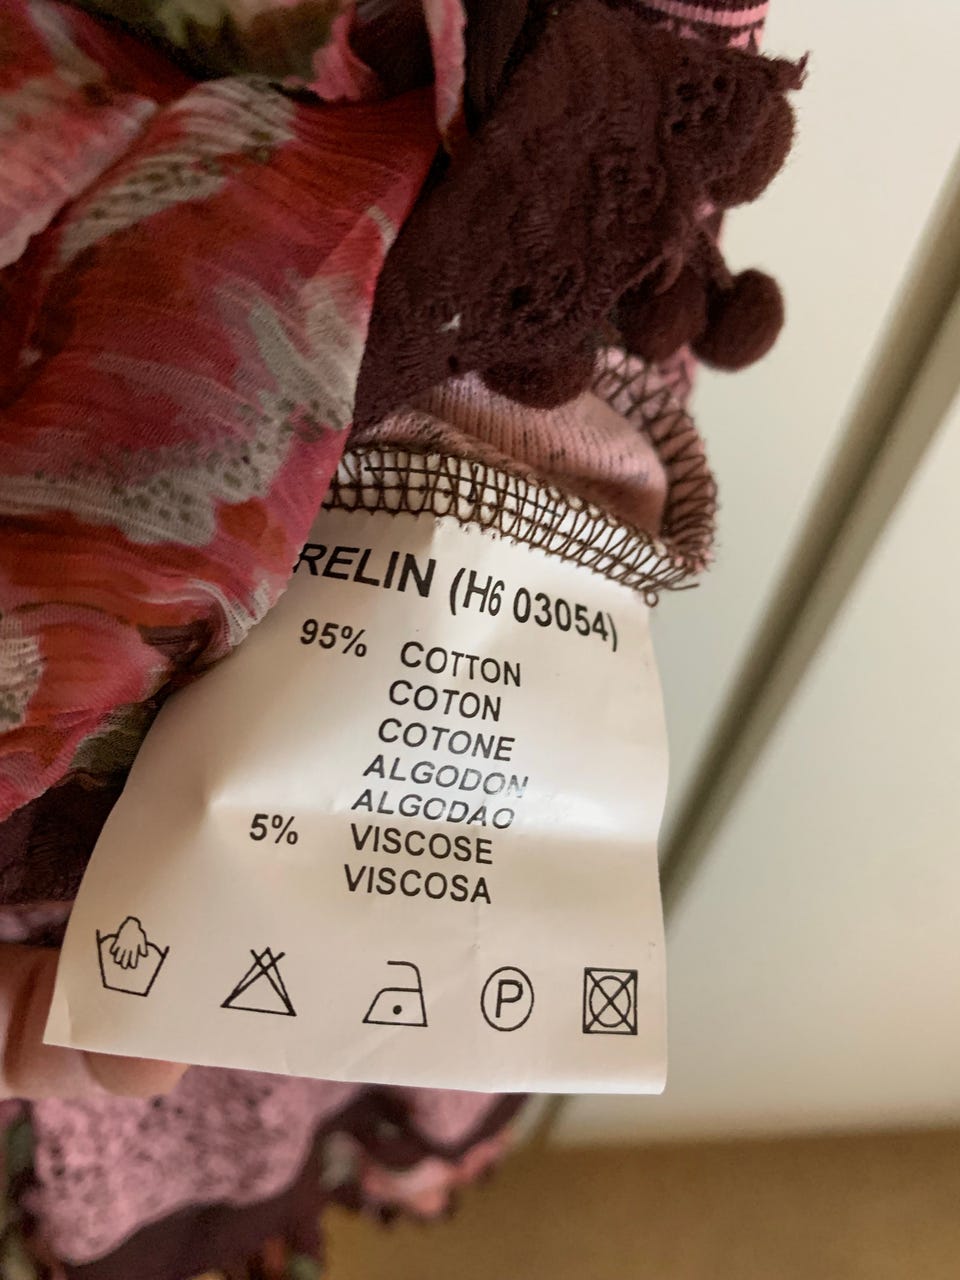 RELIN (H6 03054)
95% COTTON
COTON
COTONE
ALGODON
ALGODAO
5% VISCOSE
VISCOSA
P